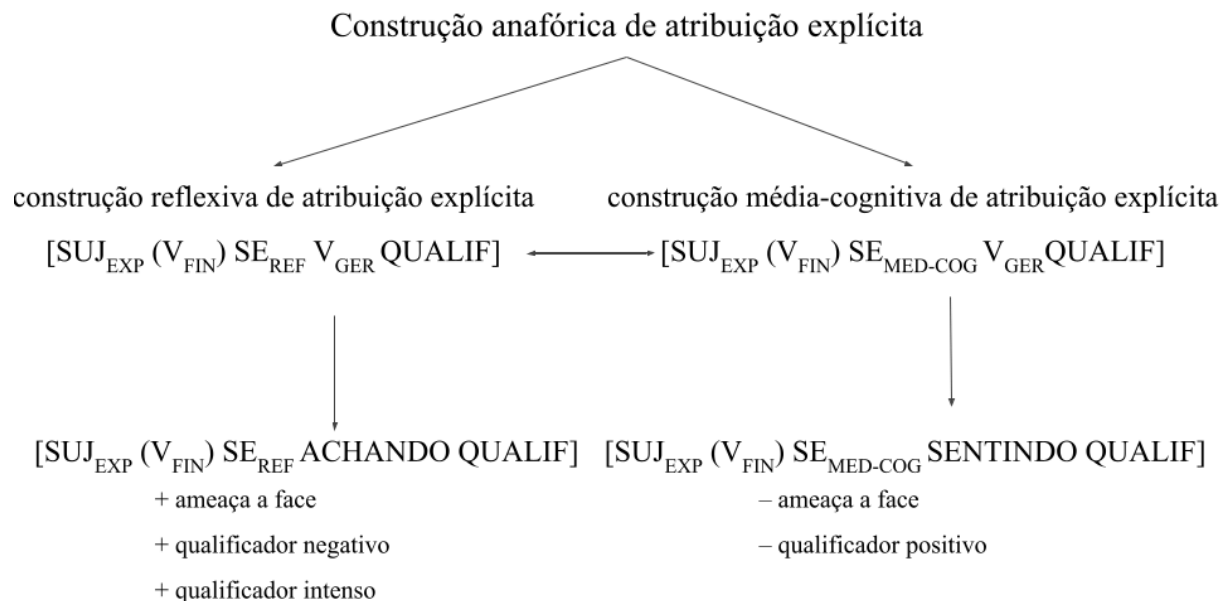 Construção anafórica de atribuição explícita
construção reflexiva de atribuição explícita construção média-cognitiva de atribuição explícita
[SUJEXP (VFIN) SEREF VGER QUALIF] [SUJEXP (VFIN) SEMED-COG VGERQUALIF]
[SUJEXP (VFIN) SEREF ACHANDO QUALIF] [SUJEXP (VFIN) SEMED-COG SENTINDO QUALIF]
+ ameaça a face – ameaça a face
+ qualificador negativo – qualificador positivo
+ qualificador intenso